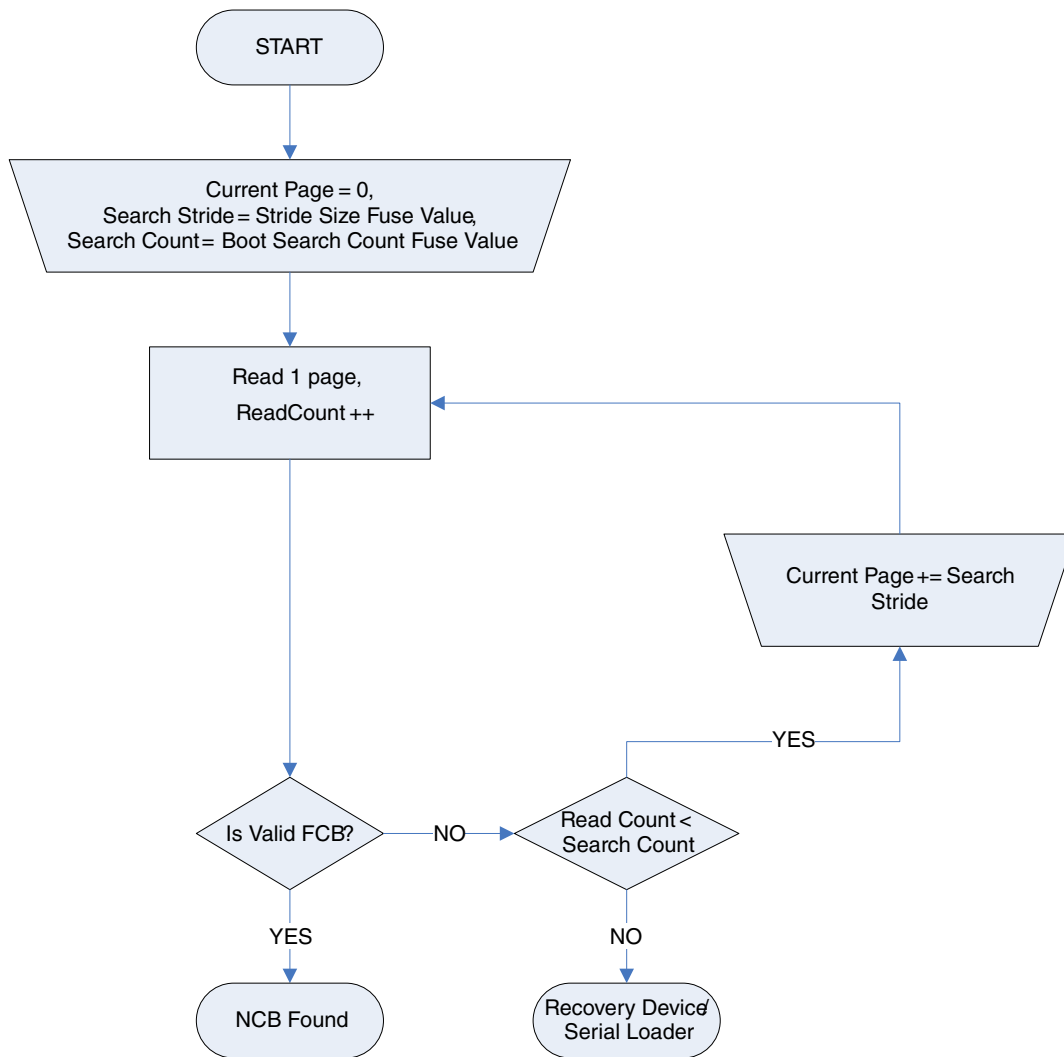 START
Current Page = 0,
Search Stride = Stride Size Fuse Value,
Search Count = Boot Search Count Fuse Value
Read 1 page,
ReadCount ++
Current Page += Search
Stride
YES
Is Valid FCB?
NO
Read Count <
Search Count
YES
NO
NCB Found
Recovery Device/
Serial Loader